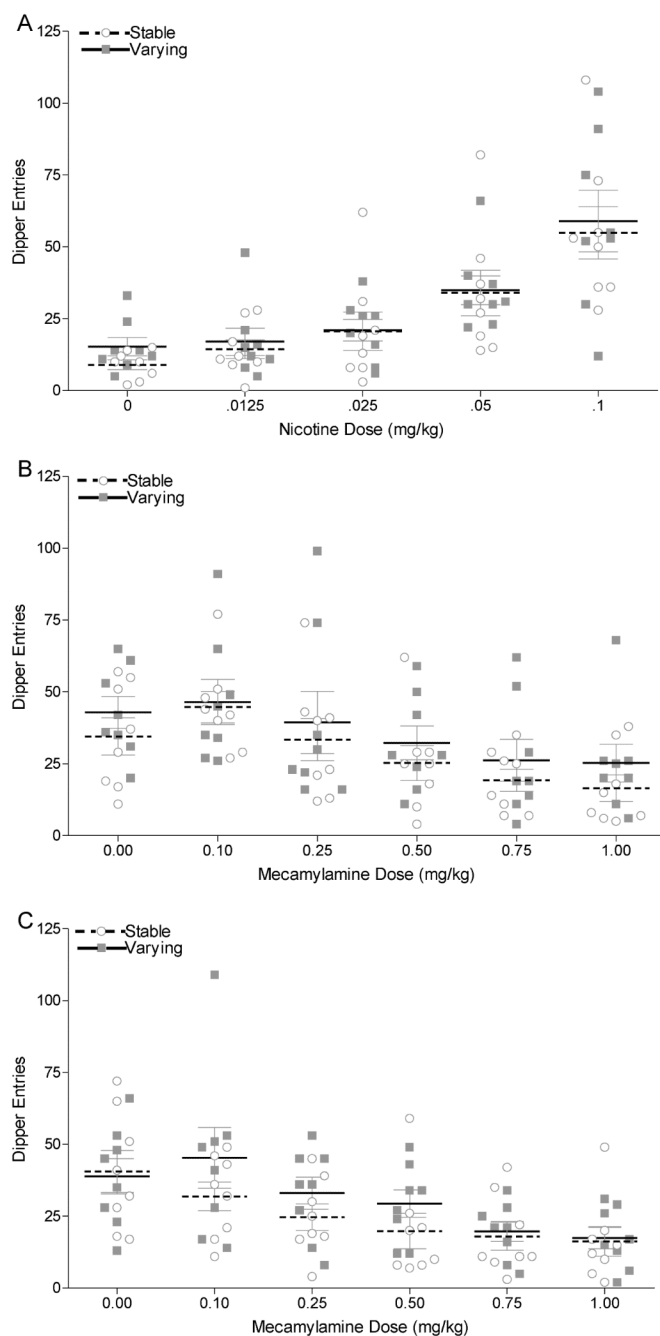 A
125
Stable
Varying
100
75
50
25
0
Dipper Entries
0 .0125 .025 .05 .1
Nicotine Dose (mg/kg)
B
125
Stable
Varying
100
75
50
25
0
Dipper Entries
0.00 0.10 0.25 0.50 0.75 1.00
Mecamylamine Dose (mg/kg)
C
125
Stable
Varying
100
75
50
25
0
Dipper Entries
0.00 0.10 0.25 0.50 0.75 1.00
Mecamylamine Dose (mg/kg)